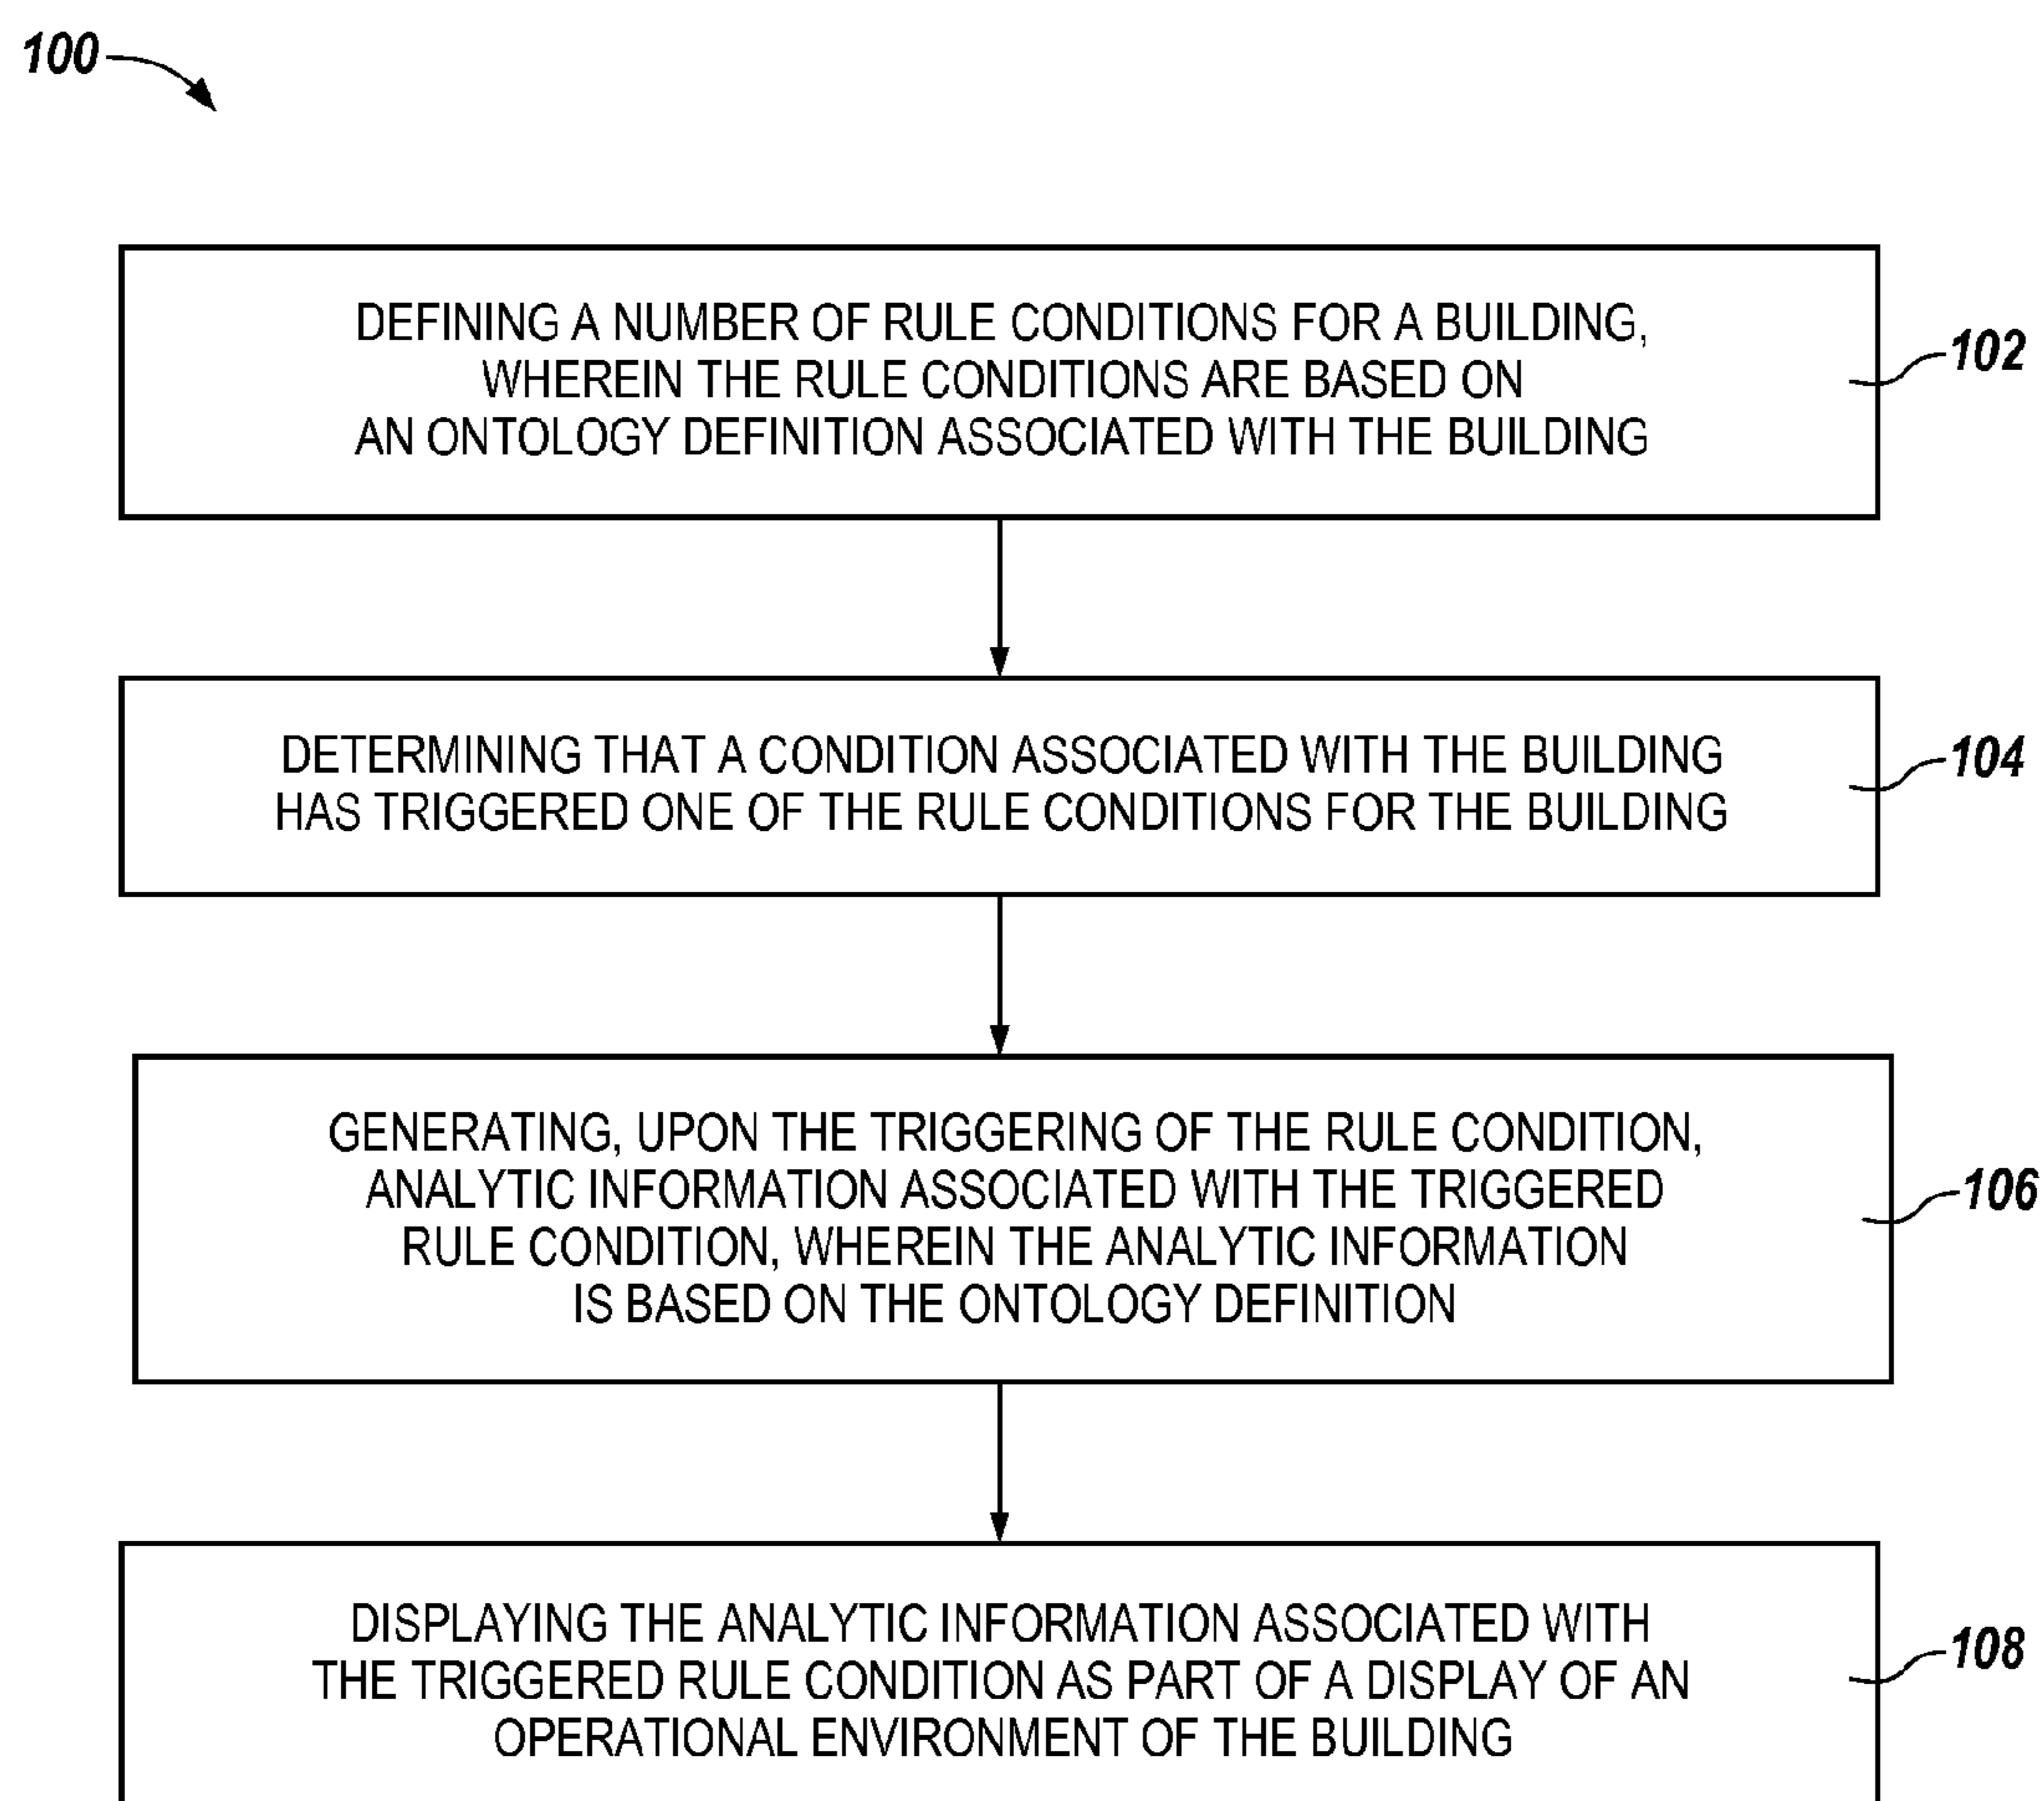 100
DEFINING A NUMBER OF RULE CONDITIONS FOR A BUILDING,
WHEREIN THE RULE CONDITIONS ARE BASED ON
AN ONTOLOGY DEFINITION ASSOCIATED WITH THE BUILDING
102
DETERMINING THAT A CONDITION ASSOCIATED WITH THE BUILDING
HAS TRIGGERED ONE OF THE RULE CONDITIONS FOR THE BUILDING
104
GENERATING, UPON THE TRIGGERING OF THE RULE CONDITION,
ANALYTIC INFORMATION ASSOCIATED WITH THE TRIGGERED
RULE CONDITION, WHEREIN THE ANALYTIC INFORMATION
IS BASED ON THE ONTOLOGY DEFINITION
106
DISPLAYING THE ANALYTIC INFORMATION ASSOCIATED WITH
THE TRIGGERED RULE CONDITION AS PART OF A DISPLAY OF AN
OPERATIONAL ENVIRONMENT OF THE BUILDING
108